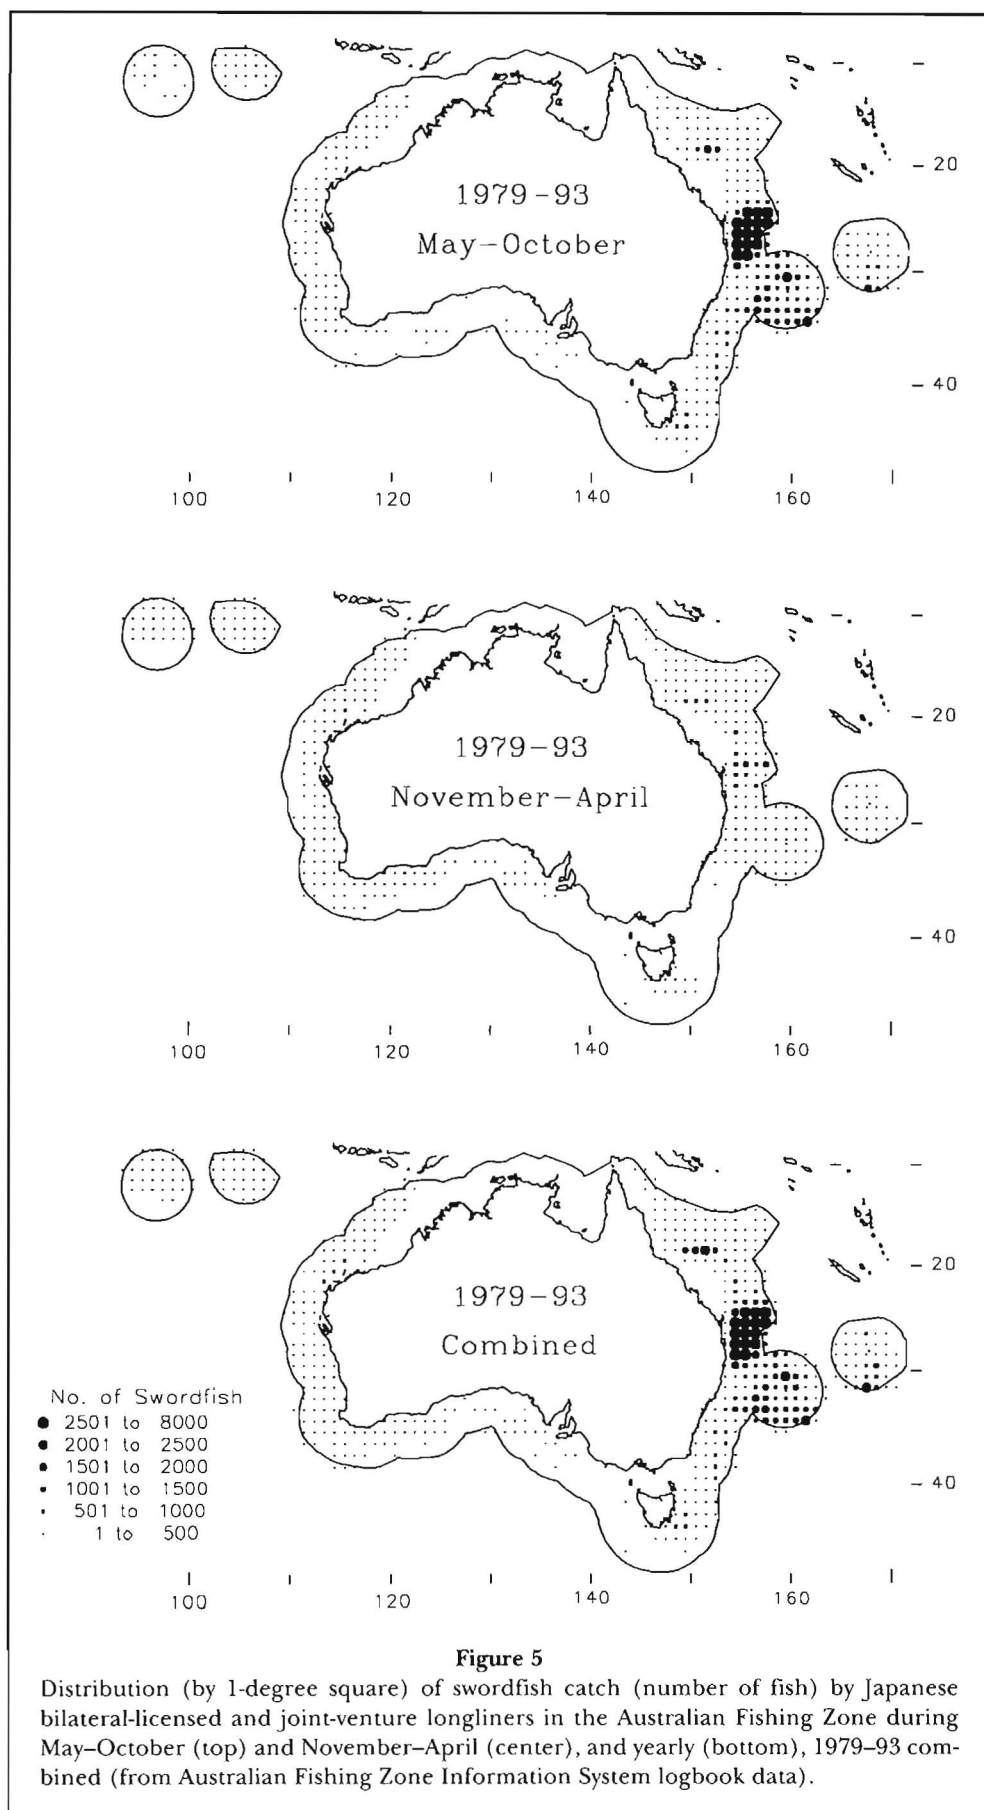 1979-93
May-October
- 20
- 40
100
120
140
160
1979-93
November-April
- 20
- 40
100
120
140
160
1979-93
Combined
- 20
- 40
No. of Swordfish
2501 to 8000
2001 to 2500
1501 to 2000
1001 to 1500
501 to 1000
1 to 500
100
120
140
160
Figure 5
Distribution (by 1-degree square) of swordfish catch (number of fish) by Japanese
bilateral-licensed and joint-venture longliners in the Australian Fishing Zone during
May–October (top) and November–April (center), and yearly (bottom), 1979–93 com-
bined (from Australian Fishing Zone Information System logbook data).